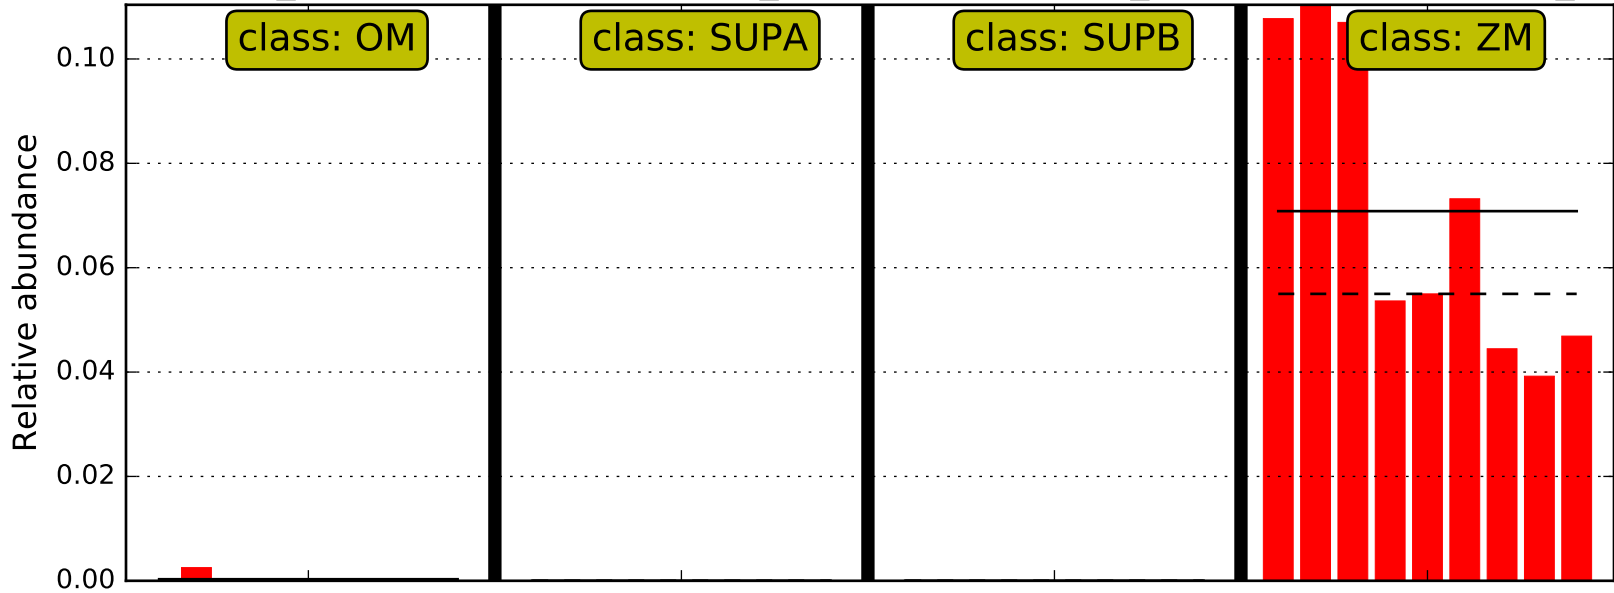 class: OM
class: SUPA
class: SUPB
class: ZM
Relative abundance
0.10
0.08
0.06
0.04
0.02
0.00